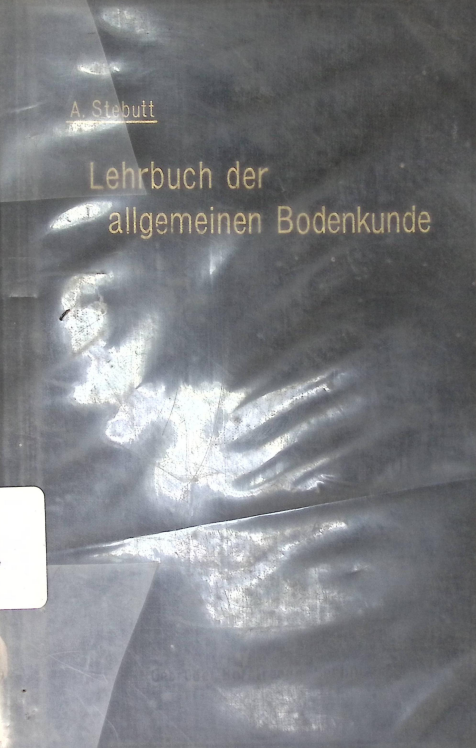 A. Stebutt
Lehrbuch der
allgemeinen Bodenkunde